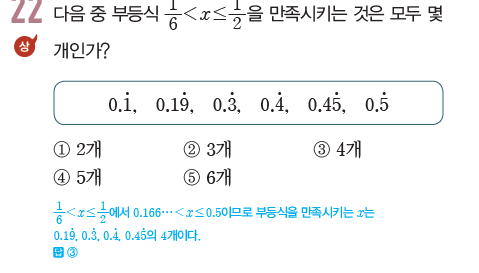 22
다음 중 부등식 1/6<x≤1/2을 만족시키는 것은 모두 몇
상
개인가?
0.1̇, 0.19̇, 0.3̇, 0.4̇, 0.45̇, 0.5̇
① 2개 ② 3개 ③ 4개
④ 5개 ⑤ 6개
1/6<x≤1/2에서 0.166⋯<x≤0.5이므로 부등식을 만족시키는 x는
0.19̇, 0.3̇, 0.4̇, 0.45̇의 4개이다.
답 ③